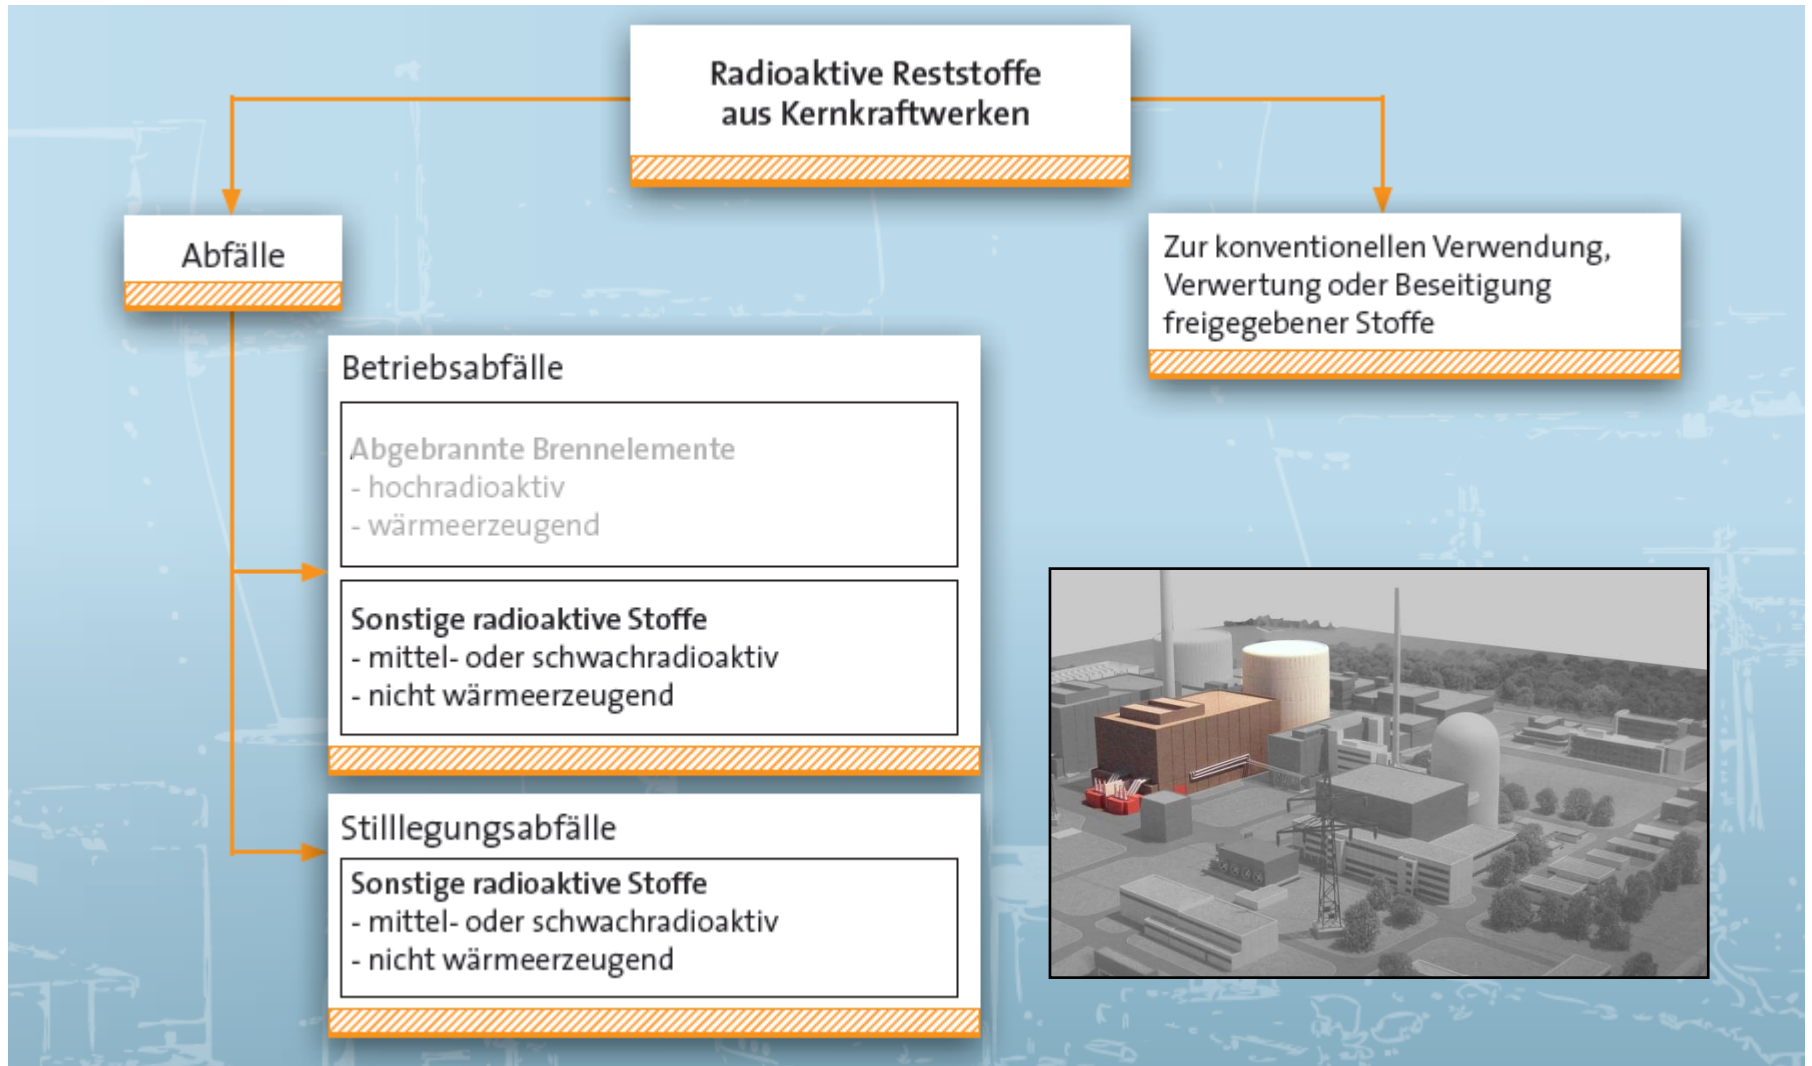 Radioaktive Reststoffe
aus Kernkraftwerken
Abfälle
Zur konventionellen Verwendung,
Verwertung oder Beseitigung
freigegebener Stoffe
Betriebsabfälle
Abgebrannte Brennelemente
- hochradioaktiv
- wärmeerzeugend
Sonstige radioaktive Stoffe
- mittel- oder schwachradioaktiv
- nicht wärmeerzeugend
Stilllegungsabfälle
Sonstige radioaktive Stoffe
- mittel- oder schwachradioaktiv
- nicht wärmeerzeugend